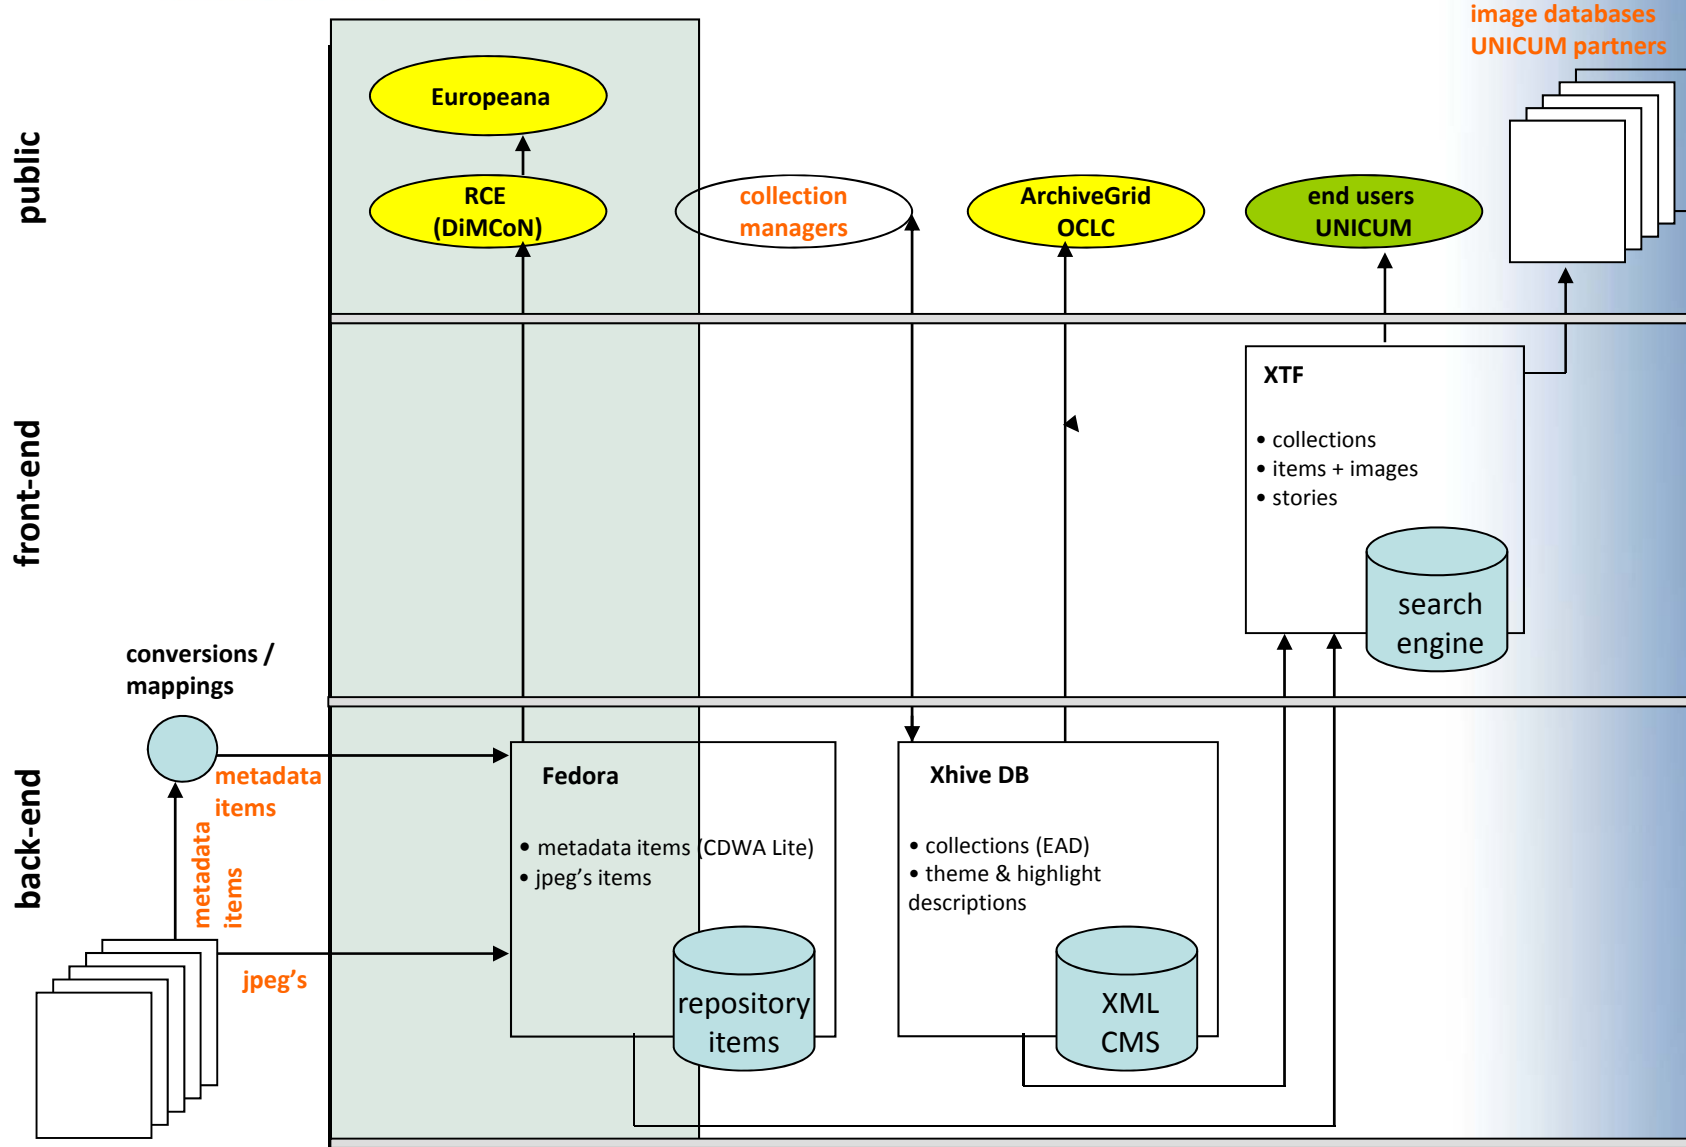 image databases
UNICUM partners
public
Europeana
RCE
(DiMCoN)
collection
managers
ArchiveGrid
OCLC
end users
UNICUM
front-end
XTF
• collections
• items + images
• stories
search
engine
conversions /
mappings
back-end
metadata
items
metadata
items
jpeg's
Fedora
• metadata items (CDWA Lite)
• jpeg's items
repository
items
Xhive DB
• collections (EAD)
• theme & highlight
descriptions
XML
CMS